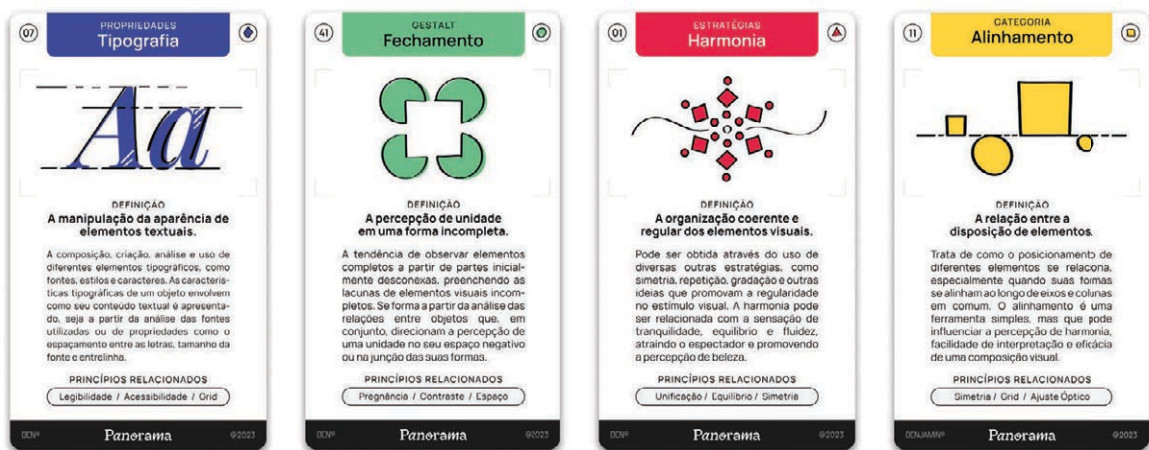 07
PROPRIEDADES
Tipografia
Aa
DEFINIÇÃO
A manipulação da aparência de
elementos textuais.
A composição, criação, análise e uso de
diferentes elementos tipográficos, como
fontes, estilos e caracteres. As caracterís-
ticas tipográficas de um objeto envolvem
como seu conteúdo textual é apresenta-
do, seja a partir da análise das fontes
utilizadas ou de propriedades como o
espaçamento entre as letras, tamanho da
fonte e entrelinha.
PRINCÍPIOS RELACIONADOS
Legibilidade / Acessibilidade / Grid
Panorama
©2023
41
GESTALT
Fechamento
DEFINIÇÃO
A percepção de unidade
em uma forma incompleta.
A tendência de observar elementos
completos a partir de partes inicial-
mente desconexas, preenchendo as
lacunas de elementos visuais incom-
pletos. Se forma a partir da análise das
relações entre objetos que, em
conjunto, direcionam a percepção de
uma unidade no seu espaço negativo
ou na junção das suas formas.
PRINCÍPIOS RELACIONADOS
Pregnância / Contraste / Espaço
Panorama
©2023
01
ESTRATÉGIAS
Harmonia
DEFINIÇÃO
A organização coerente e
regular dos elementos visuais.
Pode ser obtida através do uso de
diversas outras estratégias, como
simetria, repetição, gradação e outras
ideias que promovam a regularidade
no estímulo visual. A harmonia pode
ser relacionada com a sensação de
tranquilidade, equilíbrio e fluidez,
atraindo o espectador e promovendo
a percepção de beleza.
PRINCÍPIOS RELACIONADOS
Unificação / Equilíbrio / Simetria
Panorama
©2023
11
CATEGORIA
Alinhamento
DEFINIÇÃO
A relação entre a
disposição de elementos.
Trata de como o posicionamento de
diferentes elementos se relacona,
especialmente quando suas formas
se alinham ao longo de eixos e colunas
em comum. O alinhamento é uma
ferramenta simples, mas que pode
influenciar a percepção de harmonia,
facilidade de interpretação e eficácia
de uma composição visual.
PRINCÍPIOS RELACIONADOS
Simetria / Grid / Ajuste Óptico
Panorama
©2023